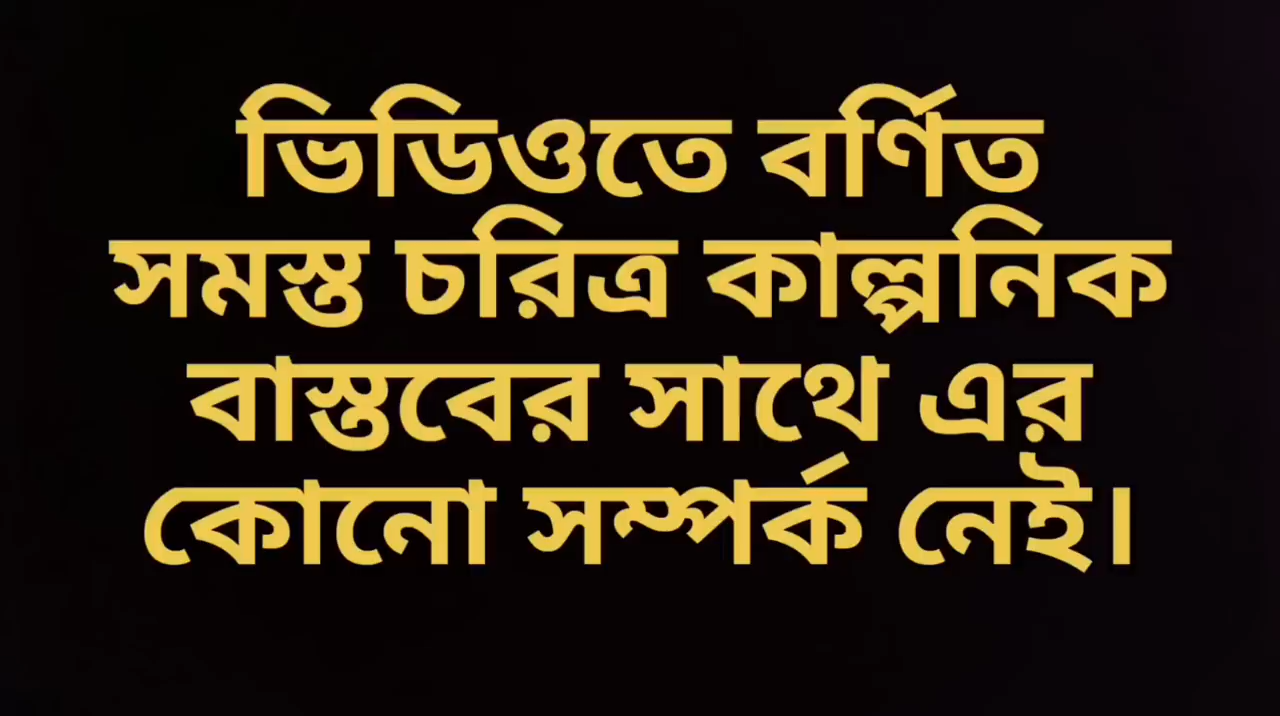 ভিডিওতে বর্ণিত
সমস্ত চরিত্র কাল্পনিক
বাস্তবের সাথে এর
কোনো সম্পর্ক নেই।